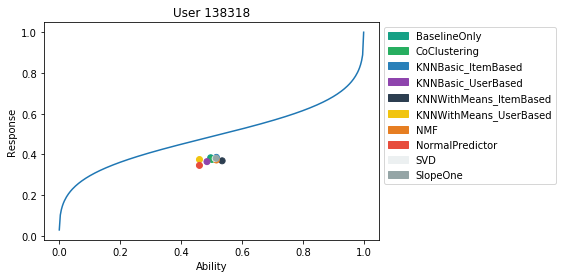 User 138318
Response
1.0
0.8
0.6
0.4
0.2
0.0
0.0 0.2 0.4 0.6 0.8 1.0
Ability
BaselineOnly
CoClustering
KNNBasic_ItemBased
KNNBasic_UserBased
KNNWithMeans_ItemBased
KNNWithMeans_UserBased
NMF
NormalPredictor
SVD
SlopeOne